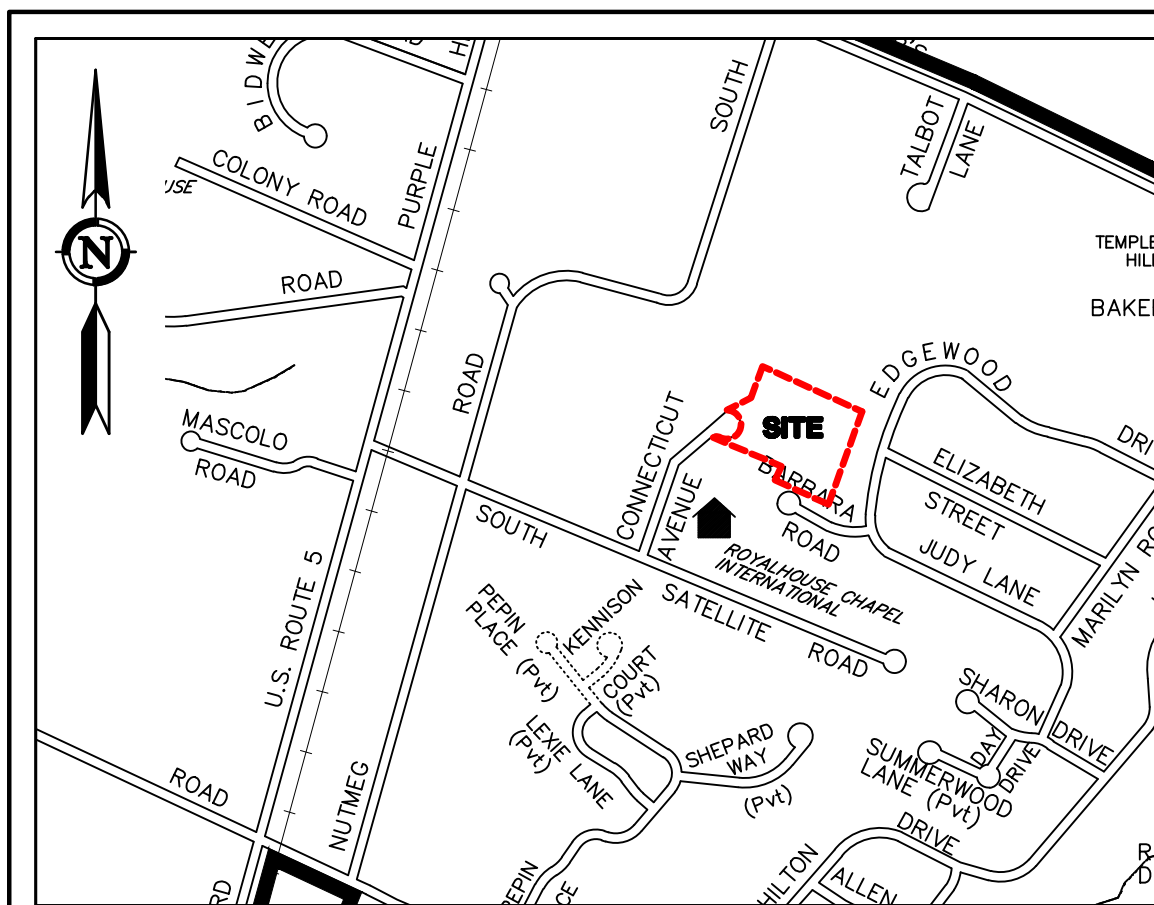 BIDWE
PURPLE
SOUTH
TALBOT
LANE
COLONY ROAD
USE
N
ROAD
TEMPLE
HILL
BAKER
EDGEWOOD
DRI
ROAD
CONNECTICUT
AVENUE
SITE
MASCOLO
ROAD
BARBARA
ROAD
ELIZABETH
STREET
JUDY LANE
MARILYN RO
SOUTH
SATELLITE
ROAD
ROYALHOUSE CHAPEL
INTERNATIONAL
U.S. ROUTE 5
PEPIN
PLACE (Pvt)
KENNISON
COURT
(Pvt)
LEXIE LANE
(Pvt)
SHEPARD
WAY
(Pvt)
SHARON DRIVE
DAY
DRIVE
SUMMERWOOD
LANE (Pvt)
ROAD
NUTMEG
HILTON
DRIVE
ALLEN
PEPIN
CE
RD
R
D